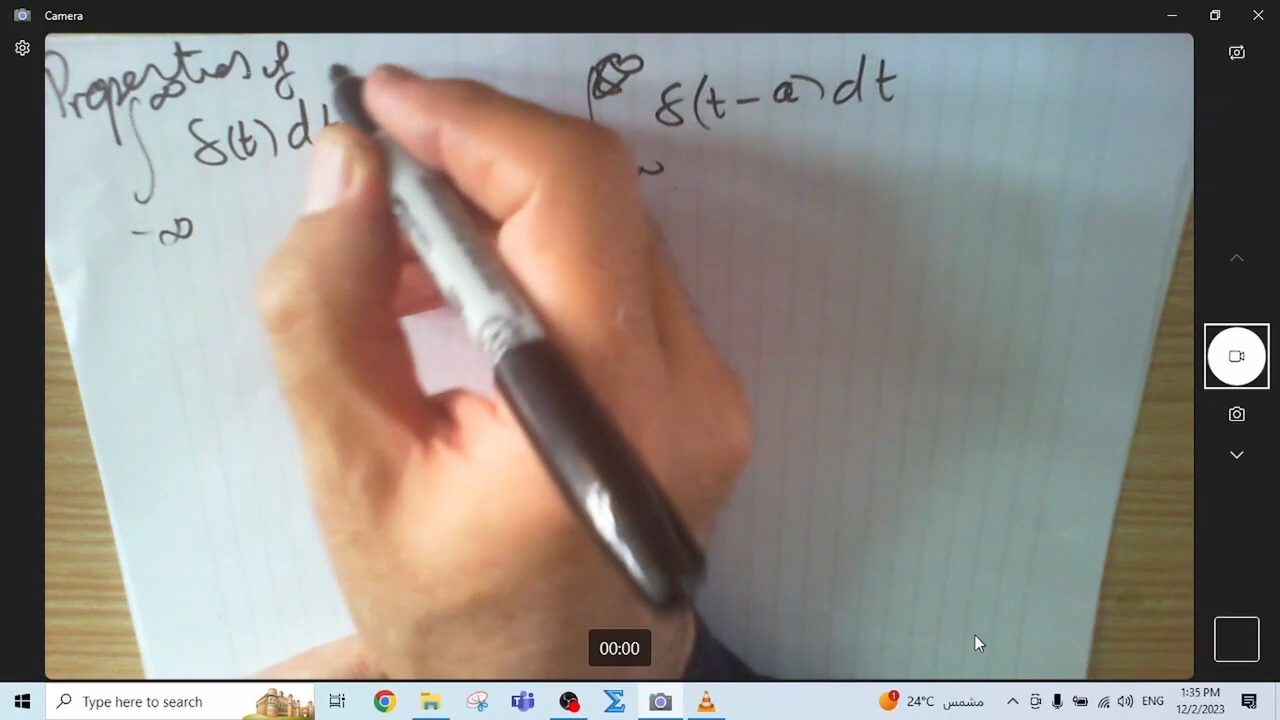 Camera
Properties of
∞
∫ δ(t) dt
-∞
∫ δ(t-a) dt
∞
00:00
Type here to search
1
24°C مشمس
ENG
1:35 PM
12/2/2023